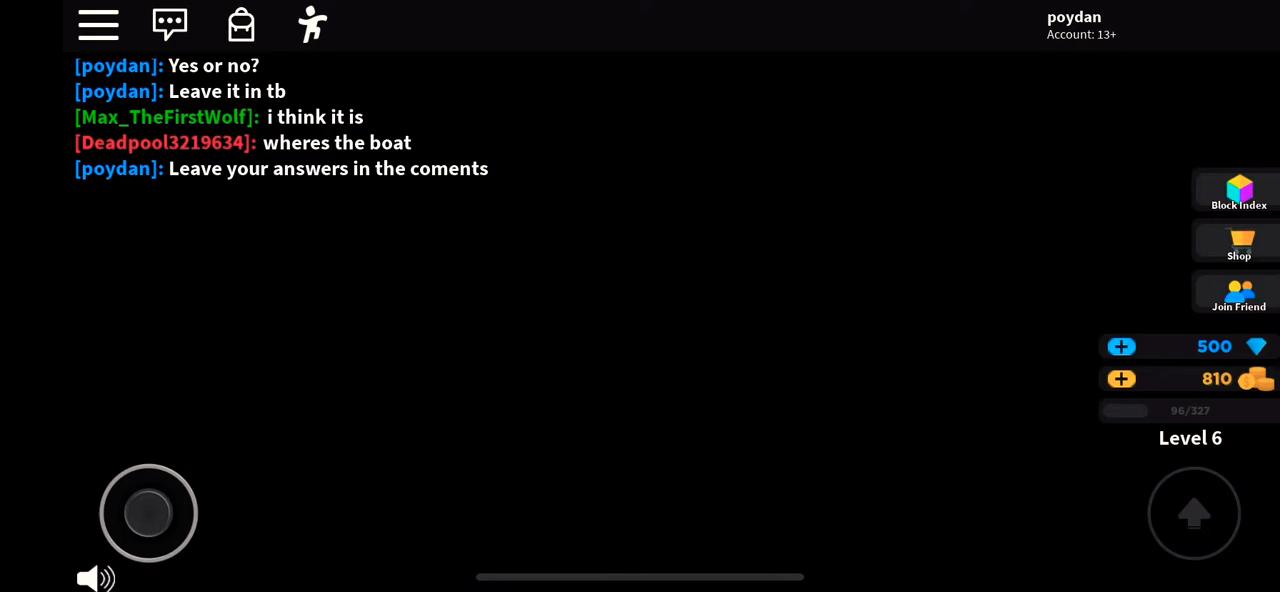 poydan
Account: 13+
[poydan]: Yes or no?
[poydan]: Leave it in tb
[Max_TheFirstWolf]: i think it is
[Deadpool3219634]: wheres the boat
[poydan]: Leave your answers in the coments
Block Index
Shop
Join Friend
500
810
96/327
Level 6